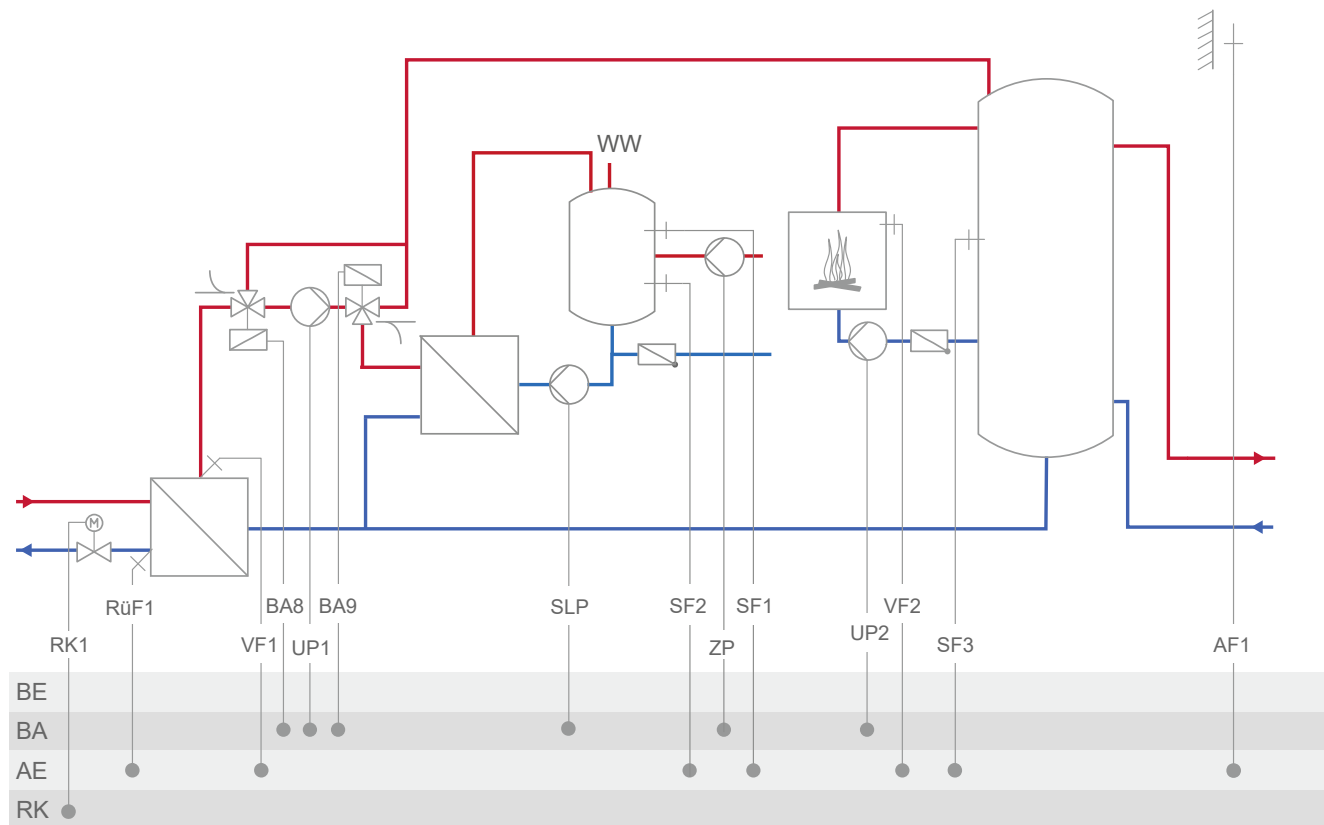 WW
M
RüF1
BA8
BA9
SLP
SF2
SF1
VF2
RK1
VF1
UP1
ZP
UP2
SF3
AF1
BE
BA
AE
RK